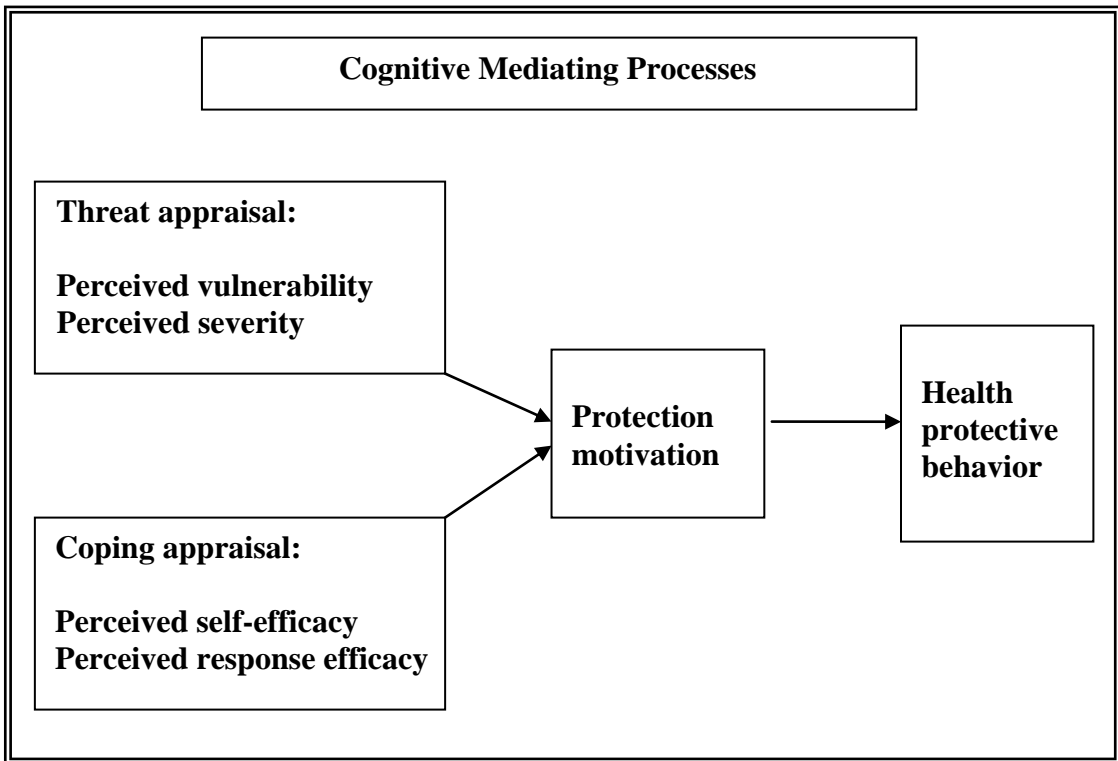 Cognitive Mediating Processes
Threat appraisal:
Perceived vulnerability
Perceived severity
Protection
motivation
Health
protective
behavior
Coping appraisal:
Perceived self-efficacy
Perceived response efficacy